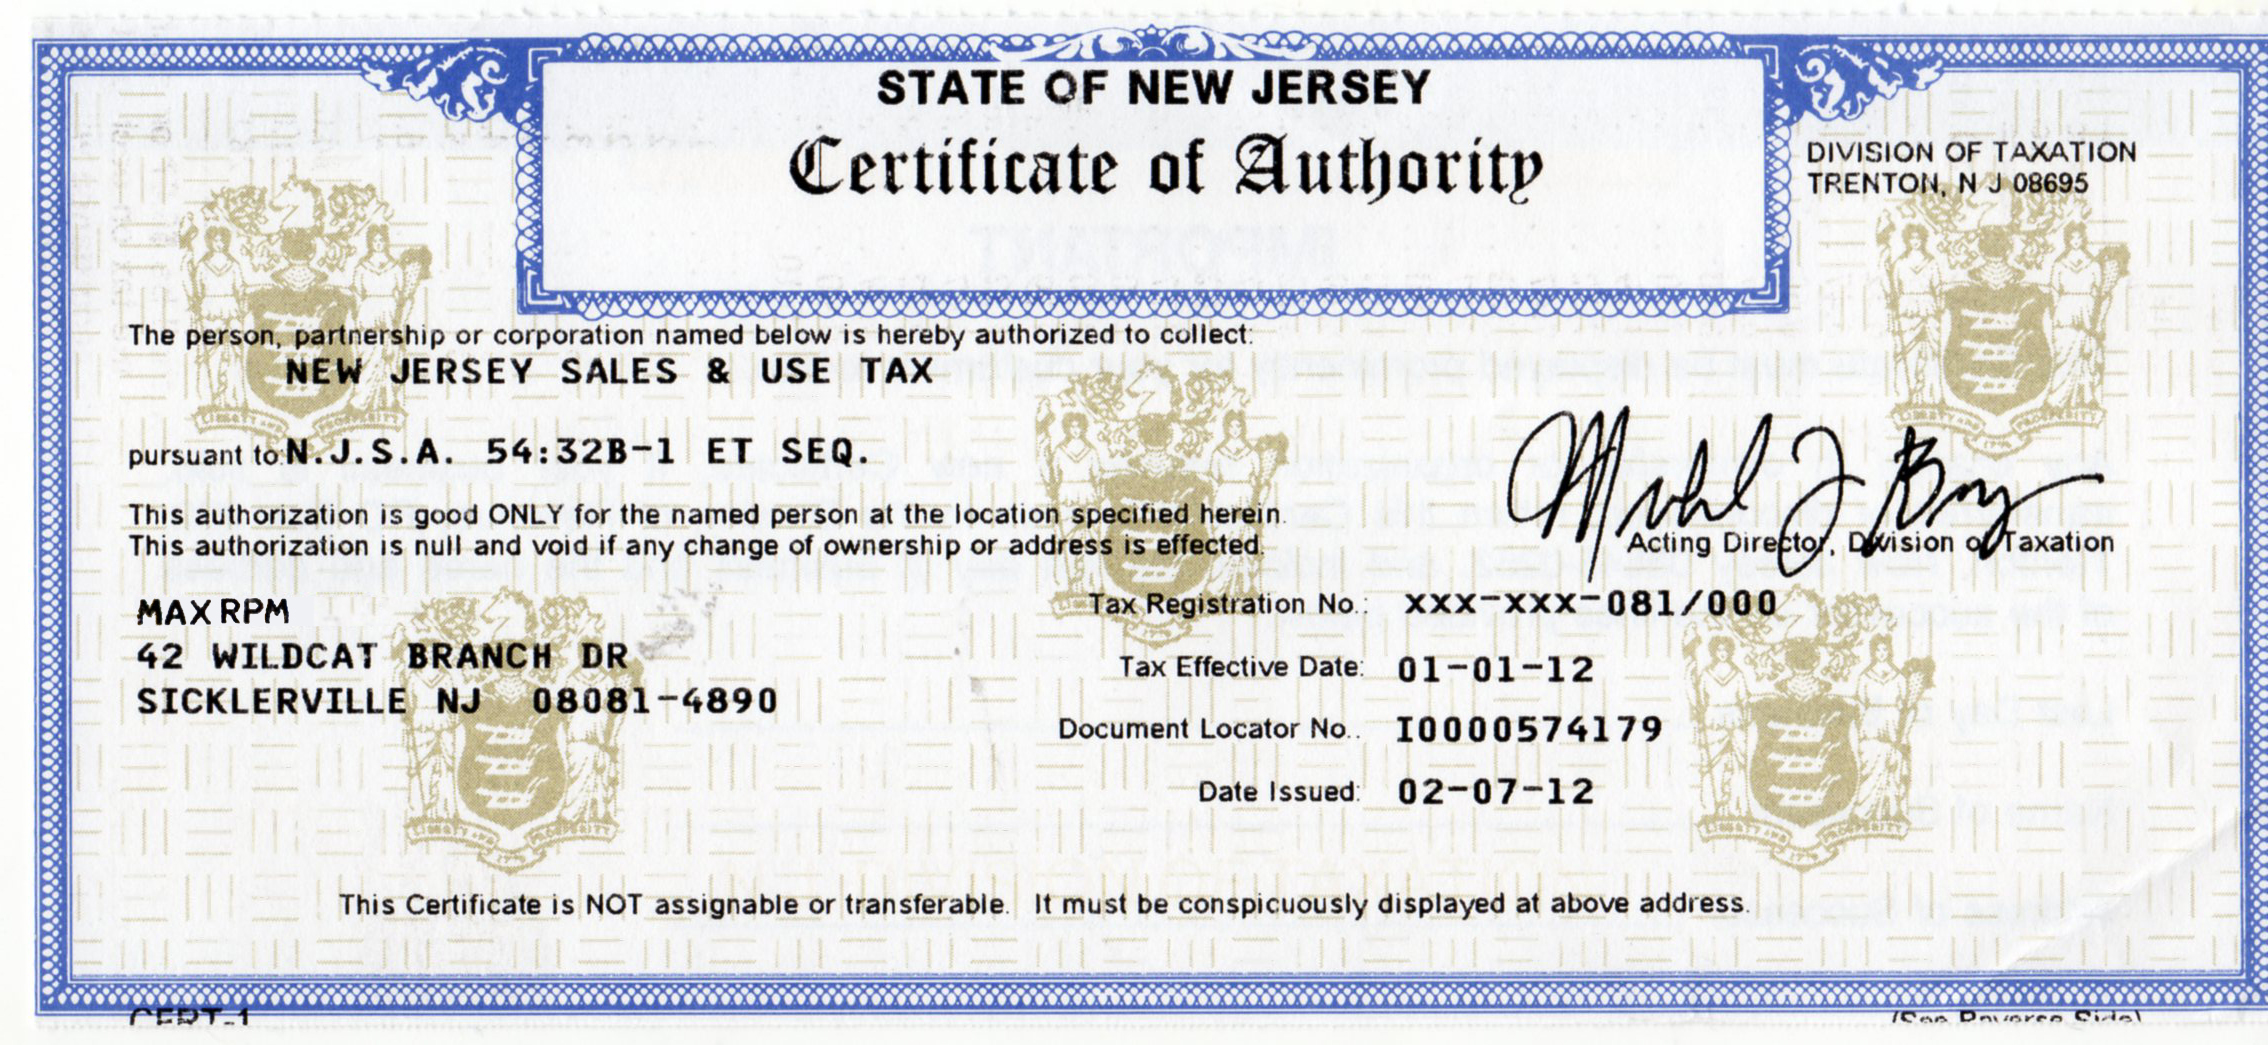 STATE OF NEW JERSEY
Certificate of Authority
DIVISION OF TAXATION
TRENTON, N J 08695
The person, partnership or corporation named below is hereby authorized to collect:
NEW JERSEY SALES & USE TAX
pursuant to: N.J.S.A. 54:32B-1 ET SEQ.
This authorization is good ONLY for the named person at the location specified herein.
This authorization is null and void if any change of ownership or address is effected.
Acting Director, Division of Taxation
MAX RPM
42 WILDCAT BRANCH DR
SICKLERVILLE NJ 08081-4890
Tax Registration No.: XXX-XXX-081/000
Tax Effective Date: 01-01-12
Document Locator No.: I0000574179
Date Issued: 02-07-12
This Certificate is NOT assignable or transferable. It must be conspicuously displayed at above address.
CERT-1
(See Reverse Side)